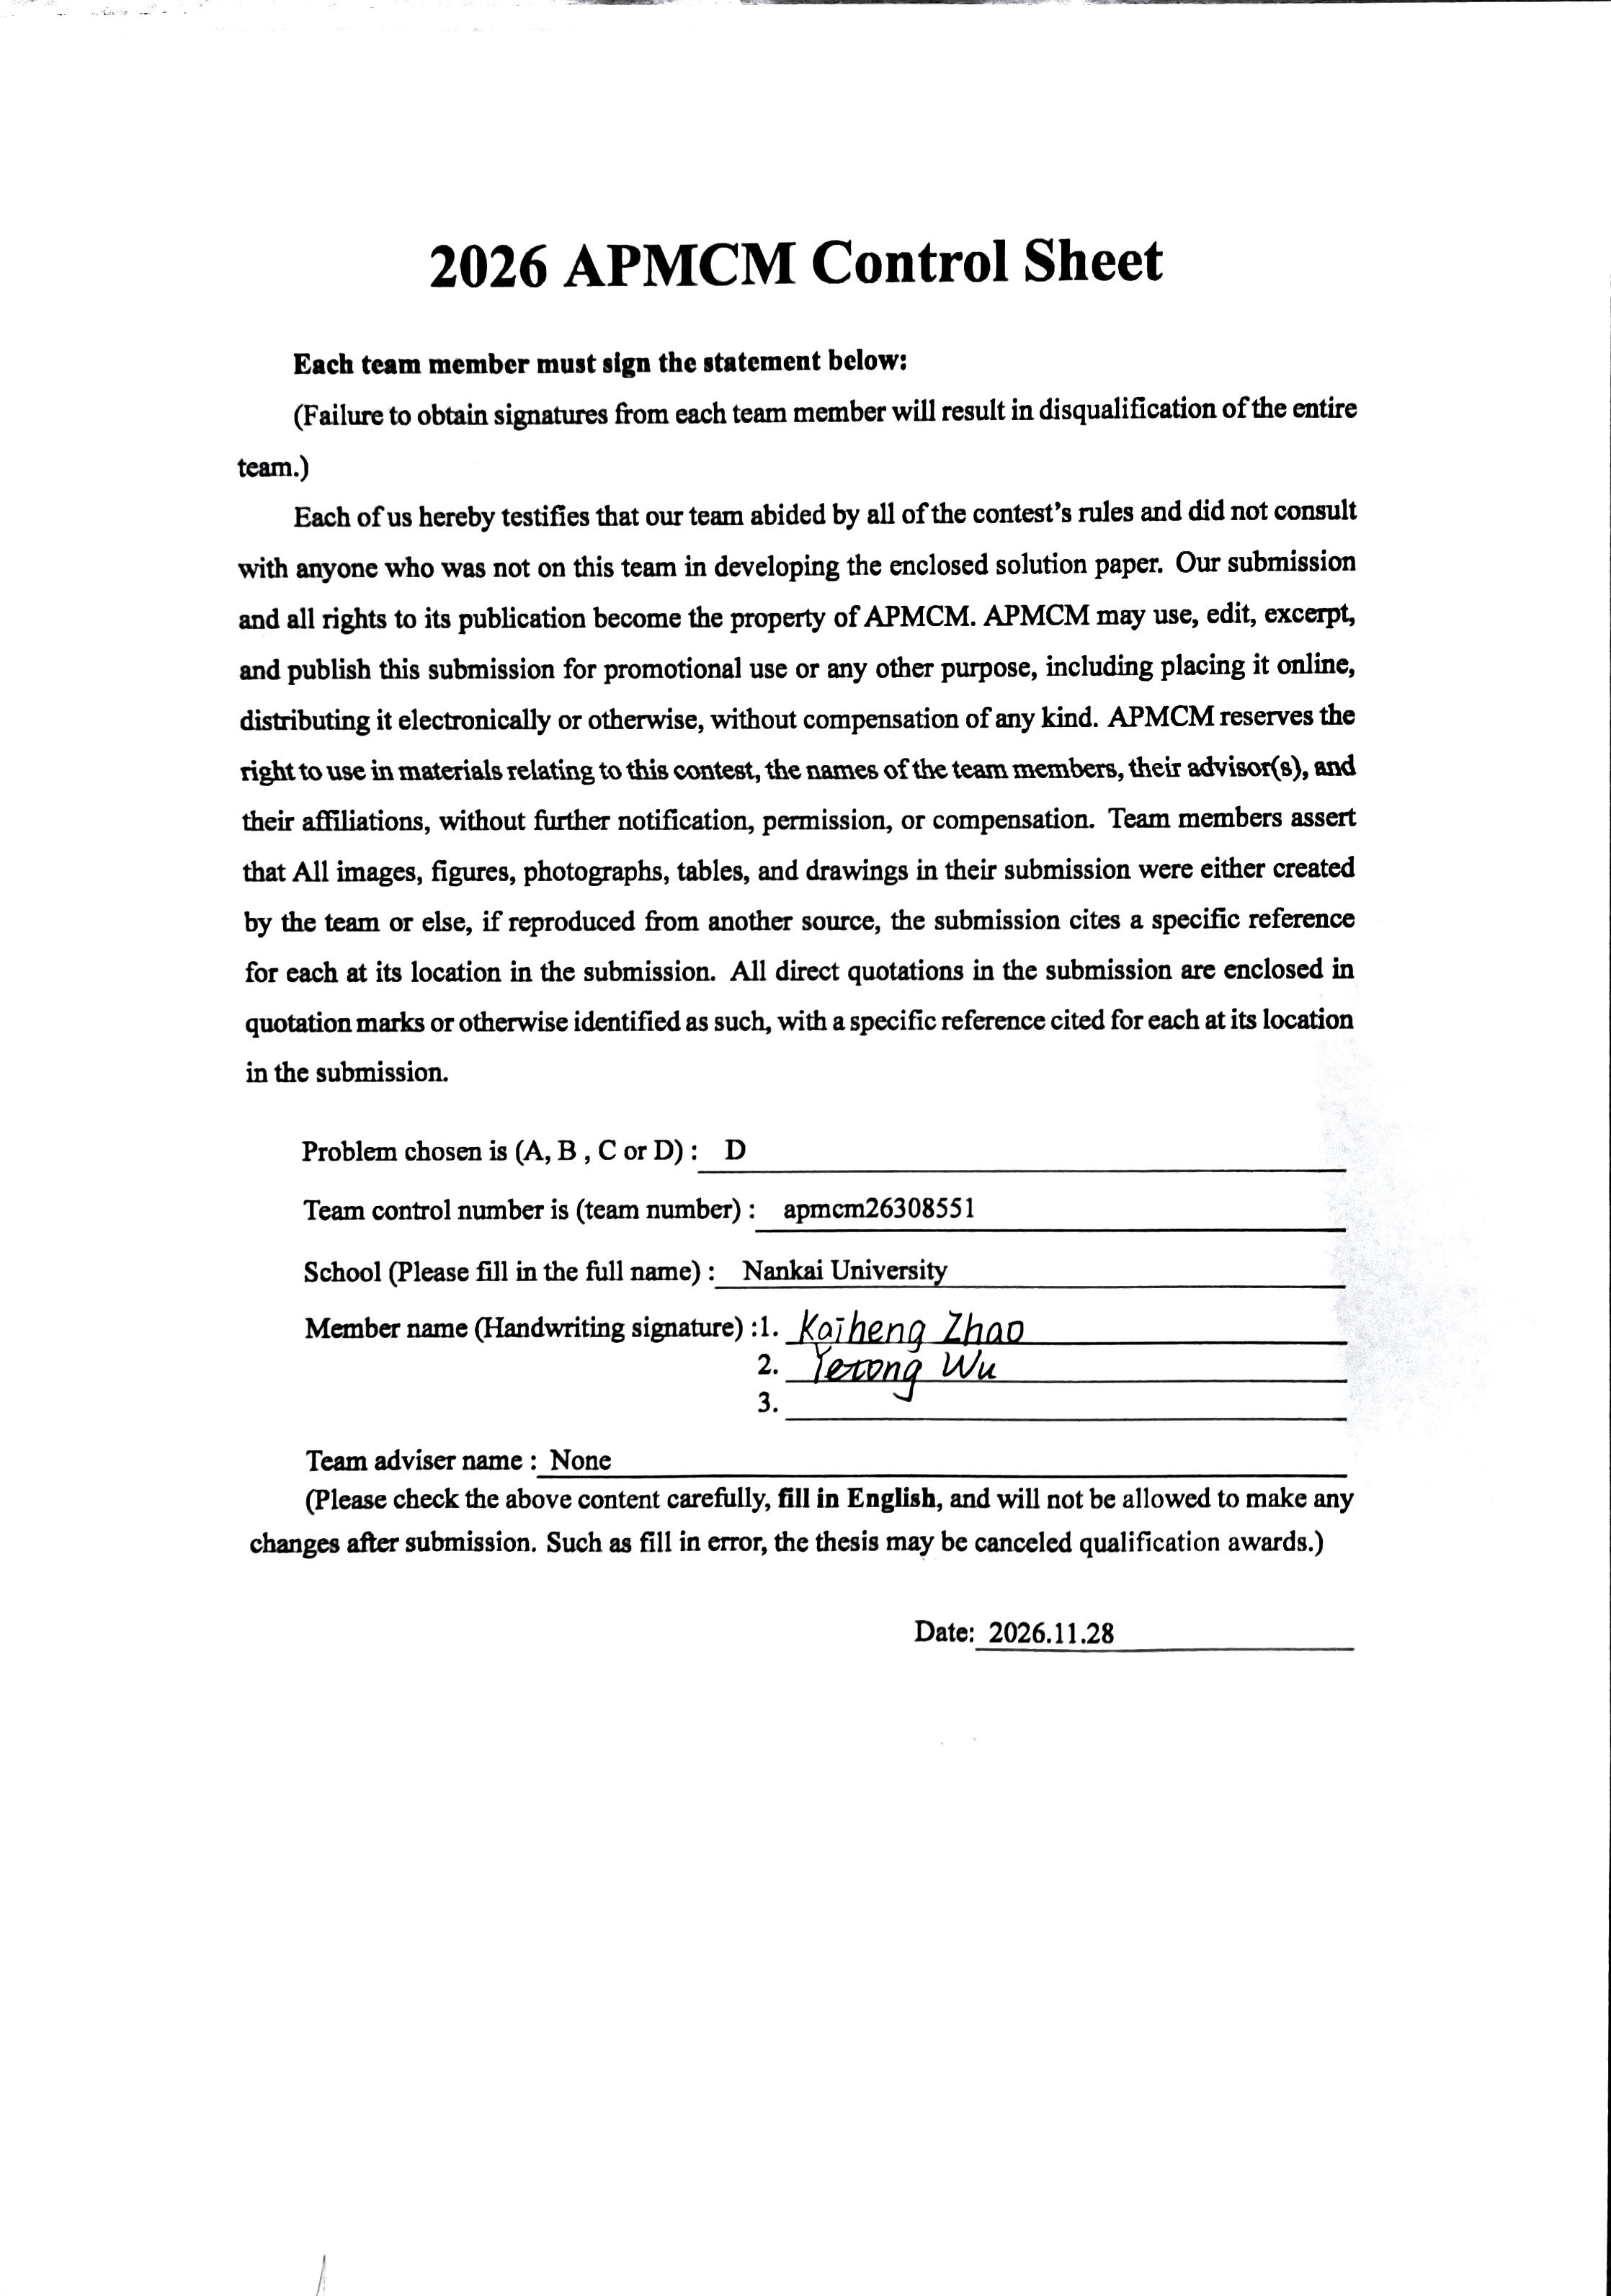 2026 APMCM Control Sheet
Each team member must sign the statement below:
(Failure to obtain signatures from each team member will result in disqualification of the entire
team.)
Each of us hereby testifies that our team abided by all of the contest's rules and did not consult
with anyone who was not on this team in developing the enclosed solution paper. Our submission
and all rights to its publication become the property of APMCM. APMCM may use, edit, excerpt,
and publish this submission for promotional use or any other purpose, including placing it online,
distributing it electronically or otherwise, without compensation of any kind. APMCM reserves the
right to use in materials relating to this contest, the names of the team members, their advisor(s), and
their affiliations, without further notification, permission, or compensation. Team members assert
that All images, figures, photographs, tables, and drawings in their submission were either created
by the team or else, if reproduced from another source, the submission cites a specific reference
for each at its location in the submission. All direct quotations in the submission are enclosed in
quotation marks or otherwise identified as such, with a specific reference cited for each at its location
in the submission.
Problem chosen is (A, B , C or D) : D
Team control number is (team number) : apmcm26308551
School (Please fill in the full name) : Nankai University
Member name (Handwriting signature) :1. Kaiheng Zhao
2. Yerong Wu
3.
Team adviser name : None
(Please check the above content carefully, fill in English, and will not be allowed to make any
changes after submission. Such as fill in error, the thesis may be canceled qualification awards.)
Date: 2026.11.28